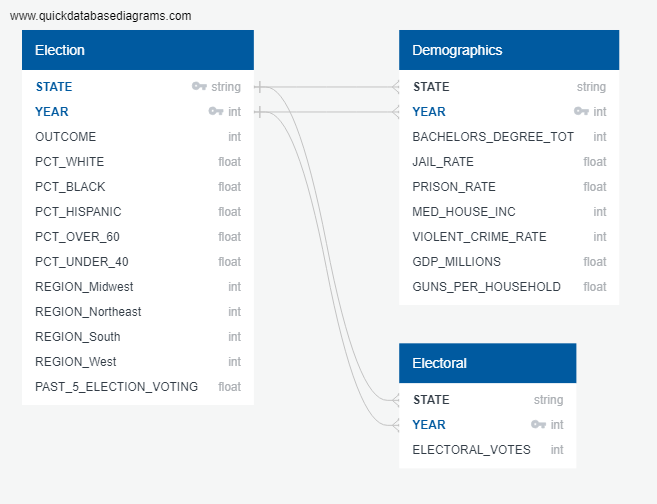 www.quickdatabasediagrams.com
Election
STATE string
YEAR int
OUTCOME int
PCT_WHITE float
PCT_BLACK float
PCT_HISPANIC float
PCT_OVER_60 float
PCT_UNDER_40 float
REGION_Midwest int
REGION_Northeast int
REGION_South int
REGION_West int
PAST_5_ELECTION_VOTING float
Demographics
STATE string
YEAR int
BACHELORS_DEGREE_TOT int
JAIL_RATE float
PRISON_RATE float
MED_HOUSE_INC int
VIOLENT_CRIME_RATE int
GDP_MILLIONS float
GUNS_PER_HOUSEHOLD float
Electoral
STATE string
YEAR int
ELECTORAL_VOTES int